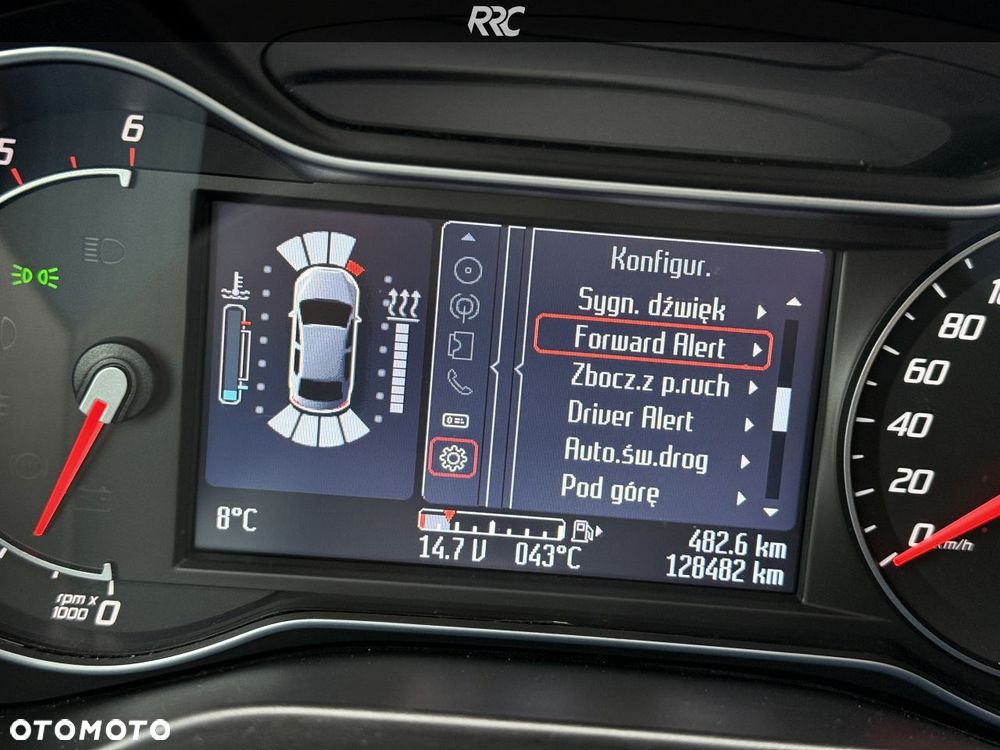 RRC
5
6
Konfigur.
Sygn. dźwięk
Forward Alert
Zbocz.z p.ruch
Driver Alert
Auto.św.drog
Pod górę
8°C
14.7 V 043°C
482.6 km
128482 km
rpm x
1000
0
80
60
40
20
0
km/h
OTOMOTO